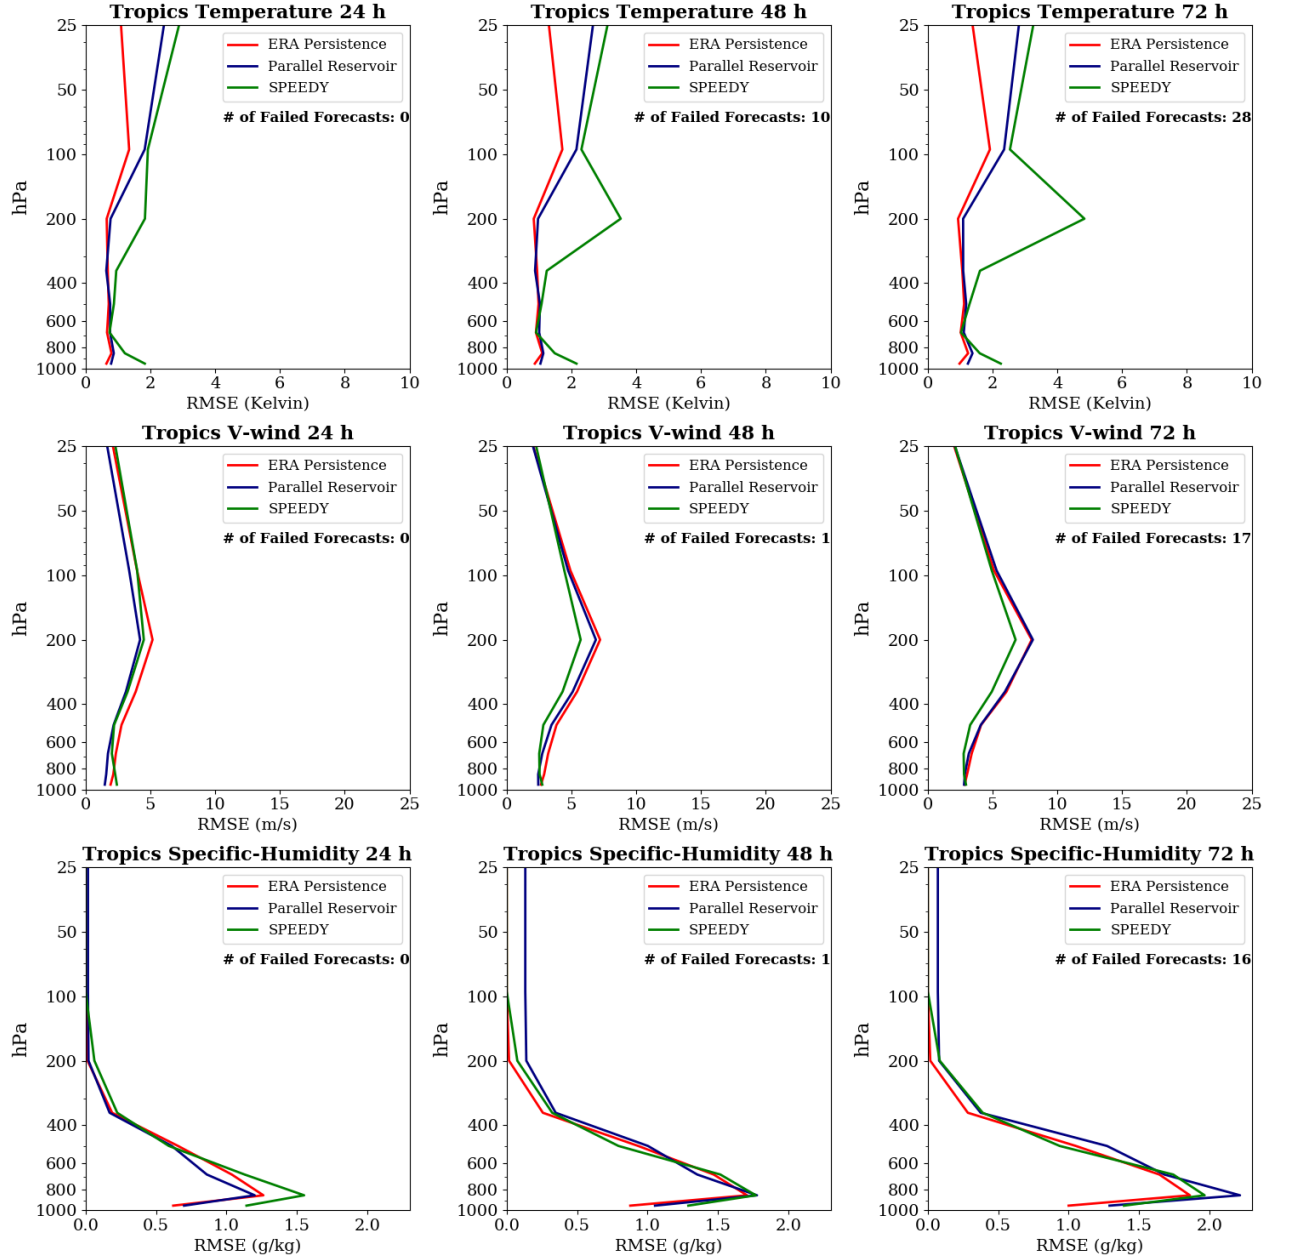 Tropics Temperature 24 h
25
50
100
200
400
600
800
1000
hPa
0 2 4 6 8 10
RMSE (Kelvin)
ERA Persistence
Parallel Reservoir
SPEEDY
# of Failed Forecasts: 0
Tropics Temperature 48 h
25
50
100
200
400
600
800
1000
hPa
0 2 4 6 8 10
RMSE (Kelvin)
ERA Persistence
Parallel Reservoir
SPEEDY
# of Failed Forecasts: 10
Tropics Temperature 72 h
25
50
100
200
400
600
800
1000
hPa
0 2 4 6 8 10
RMSE (Kelvin)
ERA Persistence
Parallel Reservoir
SPEEDY
# of Failed Forecasts: 28
Tropics V-wind 24 h
25
50
100
200
400
600
800
1000
hPa
0 5 10 15 20 25
RMSE (m/s)
ERA Persistence
Parallel Reservoir
SPEEDY
# of Failed Forecasts: 0
Tropics V-wind 48 h
25
50
100
200
400
600
800
1000
hPa
0 5 10 15 20 25
RMSE (m/s)
ERA Persistence
Parallel Reservoir
SPEEDY
# of Failed Forecasts: 1
Tropics V-wind 72 h
25
50
100
200
400
600
800
1000
hPa
0 5 10 15 20 25
RMSE (m/s)
ERA Persistence
Parallel Reservoir
SPEEDY
# of Failed Forecasts: 17
Tropics Specific-Humidity 24 h
25
50
100
200
400
600
800
1000
hPa
0.0 0.5 1.0 1.5 2.0
RMSE (g/kg)
ERA Persistence
Parallel Reservoir
SPEEDY
# of Failed Forecasts: 0
Tropics Specific-Humidity 48 h
25
50
100
200
400
600
800
1000
hPa
0.0 0.5 1.0 1.5 2.0
RMSE (g/kg)
ERA Persistence
Parallel Reservoir
SPEEDY
# of Failed Forecasts: 1
Tropics Specific-Humidity 72 h
25
50
100
200
400
600
800
1000
hPa
0.0 0.5 1.0 1.5 2.0
RMSE (g/kg)
ERA Persistence
Parallel Reservoir
SPEEDY
# of Failed Forecasts: 16